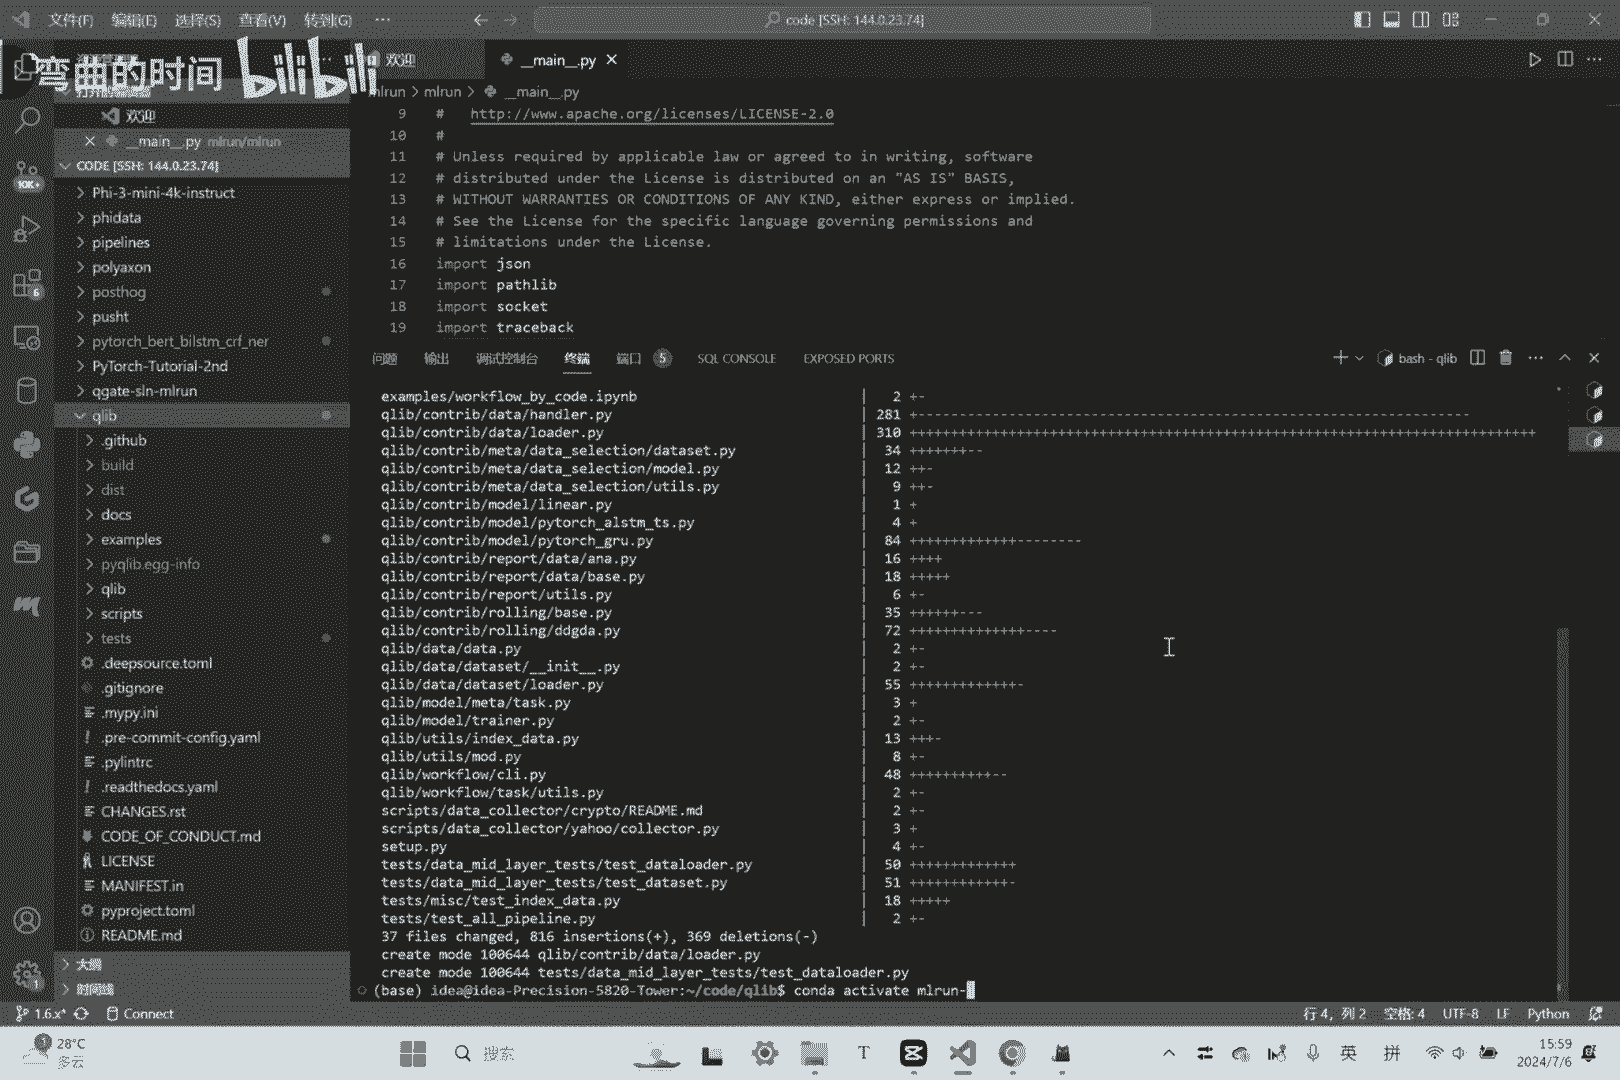 文件(F) 编辑(E) 选择(S) 查看(V) 转到(G) ··· code [SSH: 144.0.23.74]
弯曲的时间 bilibili
欢迎 __main__.py
mlrun > mlrun > __main__.py
欢迎
__main__.py mlrun/mlrun
CODE [SSH: 144.0.23.74]
Phi-3-mini-4k-instruct
phidata
pipelines
polyaxon
posthog
pusht
pytorch_bert_bilstm_crf_ner
PyTorch-Tutorial-2nd
qgate-sln-mlrun
qlib
.github
build
dist
docs
examples
pyqlib.egg-info
qlib
scripts
tests
.deepsource.toml
.gitignore
.mypy.ini
.pre-commit-config.yaml
.pylintrc
.readthedocs.yaml
CHANGES.rst
CODE_OF_CONDUCT.md
LICENSE
MANIFEST.in
pyproject.toml
README.md
大纲
时间线
10K+
6
1
9 # http://www.apache.org/licenses/LICENSE-2.0
10 #
11 # Unless required by applicable law or agreed to in writing, software
12 # distributed under the License is distributed on an "AS IS" BASIS,
13 # WITHOUT WARRANTIES OR CONDITIONS OF ANY KIND, either express or implied.
14 # See the License for the specific language governing permissions and
15 # limitations under the License.
16 import json
17 import pathlib
18 import socket
19 import traceback
问题 输出 调试控制台 终端 端口 5 SQL CONSOLE EXPOSED PORTS bash - qlib
examples/workflow_by_code.ipynb | 2 +-
qlib/contrib/data/handler.py | 281 +-------------------------------------------------------------------
qlib/contrib/data/loader.py | 310 ++++++++++++++++++++++++++++++++++++++++++++++++++++++++++++++++++++++++++++
qlib/contrib/meta/data_selection/dataset.py | 34 +++++++--
qlib/contrib/meta/data_selection/model.py | 12 ++-
qlib/contrib/meta/data_selection/utils.py | 9 ++-
qlib/contrib/model/linear.py | 1 +
qlib/contrib/model/pytorch_alstm_ts.py | 4 +
qlib/contrib/model/pytorch_gru.py | 84 +++++++++++++--------
qlib/contrib/report/data/ana.py | 16 ++++
qlib/contrib/report/data/base.py | 18 +++++
qlib/contrib/report/utils.py | 6 +-
qlib/contrib/rolling/base.py | 35 ++++++---
qlib/contrib/rolling/ddgda.py | 72 ++++++++++++++----
qlib/data/data.py | 2 +-
qlib/data/dataset/__init__.py | 2 +-
qlib/data/dataset/loader.py | 55 +++++++++++++-
qlib/model/meta/task.py | 3 +
qlib/model/trainer.py | 2 +-
qlib/utils/index_data.py | 13 +++-
qlib/utils/mod.py | 8 +-
qlib/workflow/cli.py | 48 ++++++++++--
qlib/workflow/task/utils.py | 2 +-
scripts/data_collector/crypto/README.md | 2 +-
scripts/data_collector/yahoo/collector.py | 3 +
setup.py | 4 +-
tests/data_mid_layer_tests/test_dataloader.py | 50 +++++++++++++
tests/data_mid_layer_tests/test_dataset.py | 51 ++++++++++++-
tests/misc/test_index_data.py | 18 +++++
tests/test_all_pipeline.py | 2 +-
37 files changed, 816 insertions(+), 369 deletions(-)
create mode 100644 qlib/contrib/data/loader.py
create mode 100644 tests/data_mid_layer_tests/test_dataloader.py
(base) idea@idea-Precision-5820-Tower:~/code/qlib$ conda activate mlrun-
1.6.x* Connect 行 4，列 2 空格: 4 UTF-8 LF Python
28°C
多云
搜索
英 拼
15:59
2024/7/6